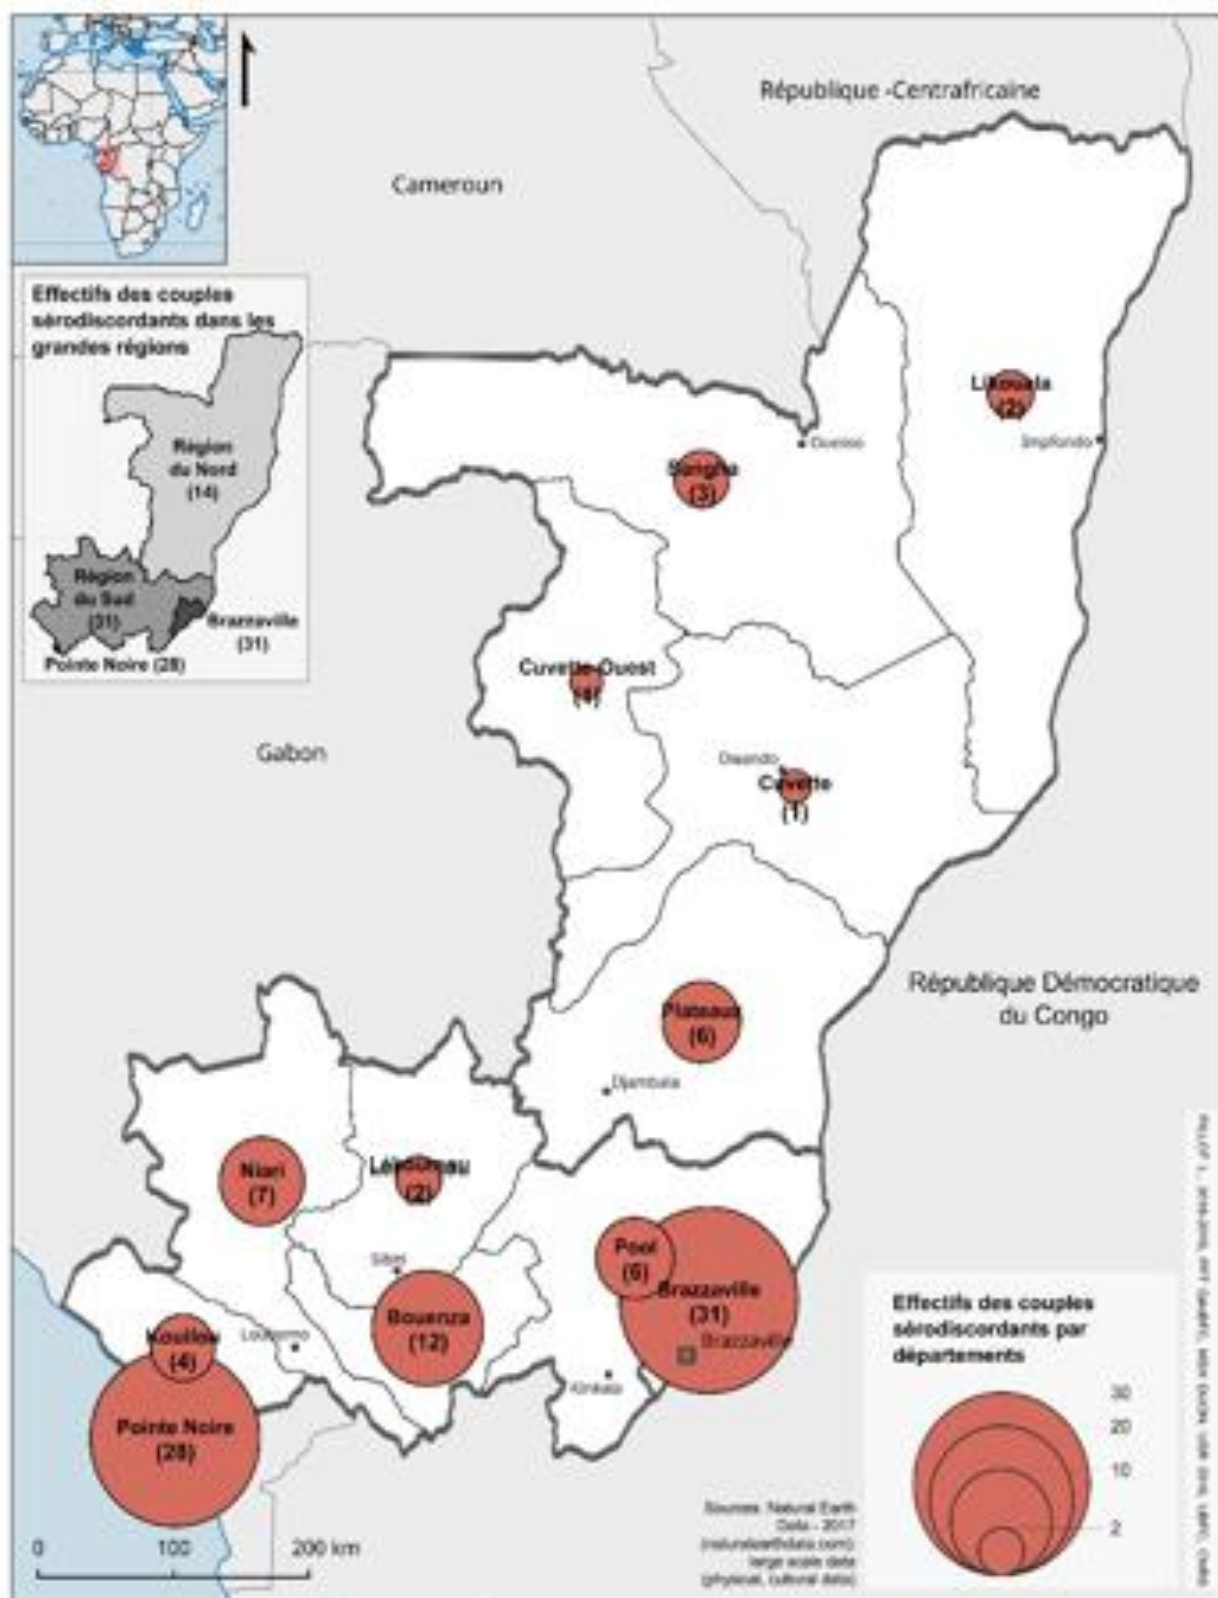 République -Centrafricaine
Cameroun
Effectifs des couples
sérodiscordants dans les
grandes régions
Région
du Nord
(14)
Région
du Sud
(31)
Brazzaville
(31)
Pointe Noire (28)
Likouala
(2)
Impfondo
Ouesso
Sangha
(3)
Cuvette Ouest
Gabon
Owando
Cuvette
(1)
République Démocratique
du Congo
Plateaux
(6)
Djambala
Niari
(7)
Lékoumou
(2)
Sibiti
Pool
(6)
Brazzaville
(31)
Brazzaville
Bouenza
(12)
Kouilou
(4)
Loubomo
Kinkala
Pointe Noire
(28)
Effectifs des couples
sérodiscordants par
départements
30
20
10
2
0 100 200 km
Sources: Natural Earth
Data - 2017
(naturalearthdata.com):
large scale data
(physical, cultural data)